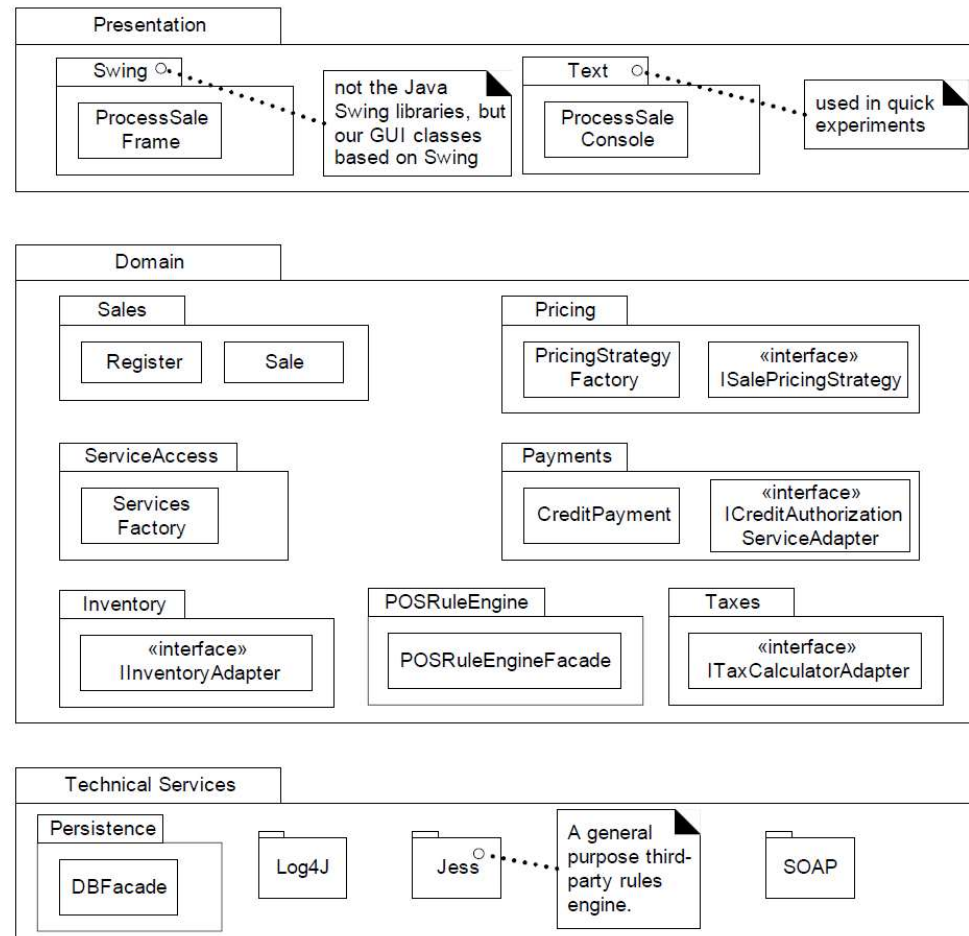 Presentation
Swing
ProcessSale
Frame
not the Java
Swing libraries, but
our GUI classes
based on Swing
Text
ProcessSale
Console
used in quick
experiments
Domain
Sales
Register
Sale
Pricing
PricingStrategy
Factory
«interface»
ISalePricingStrategy
ServiceAccess
Services
Factory
Payments
CreditPayment
«interface»
ICreditAuthorization
ServiceAdapter
Inventory
«interface»
IInventoryAdapter
POSRuleEngine
POSRuleEngineFacade
Taxes
«interface»
ITaxCalculatorAdapter
Technical Services
Persistence
DBFacade
Log4J
Jess
A general
purpose third-
party rules
engine.
SOAP